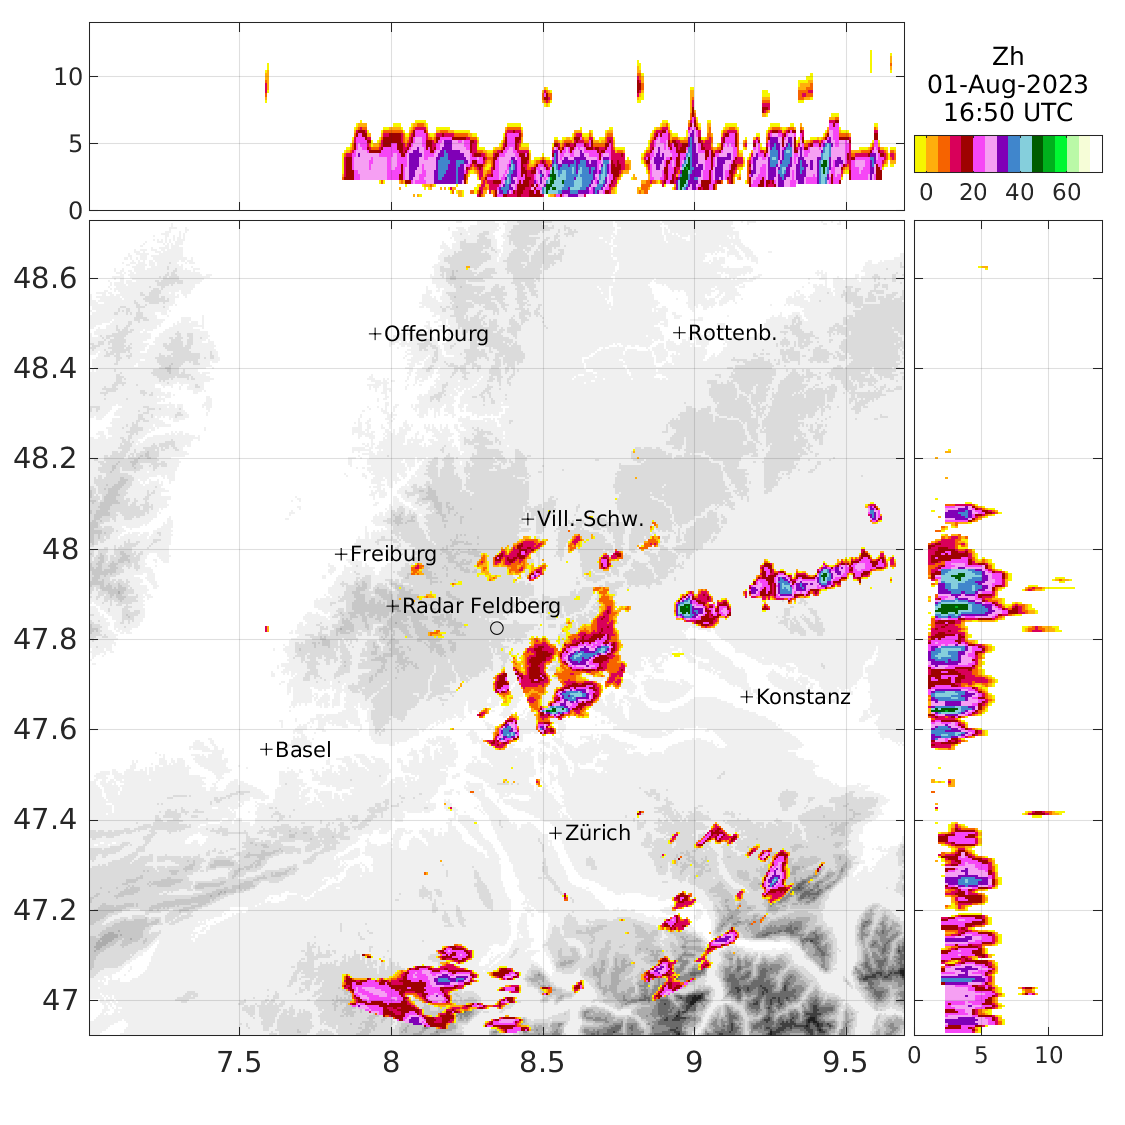 10
5
0
Zh
01-Aug-2023
16:50 UTC
0 20 40 60
48.6
48.4
48.2
48
47.8
47.6
47.4
47.2
47
+Offenburg
+Rottenb.
+Vill.-Schw.
+Freiburg
+Radar Feldberg
+Konstanz
+Basel
+Zürich
7.5 8 8.5 9 9.5
0 5 10